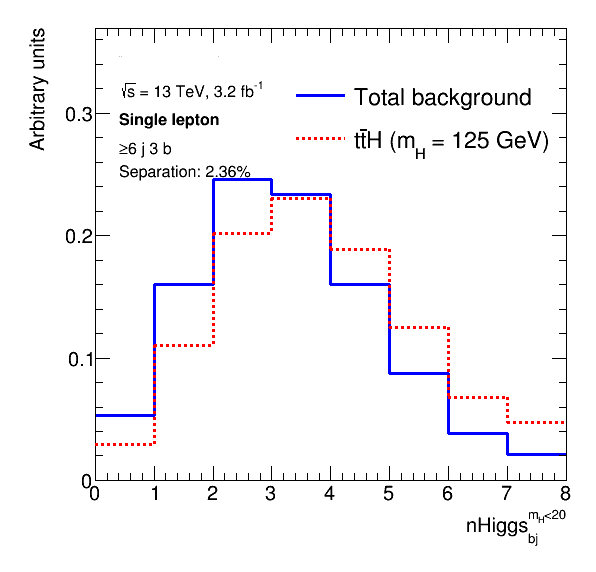 Arbitrary units
√s = 13 TeV, 3.2 fb⁻¹
Single lepton
≥6 j 3 b
Separation: 2.36%
Total background
tt̄H (m_H = 125 GeV)
0.3
0.2
0.1
0
0 1 2 3 4 5 6 7 8
nHiggs_bj^{m_H<20}